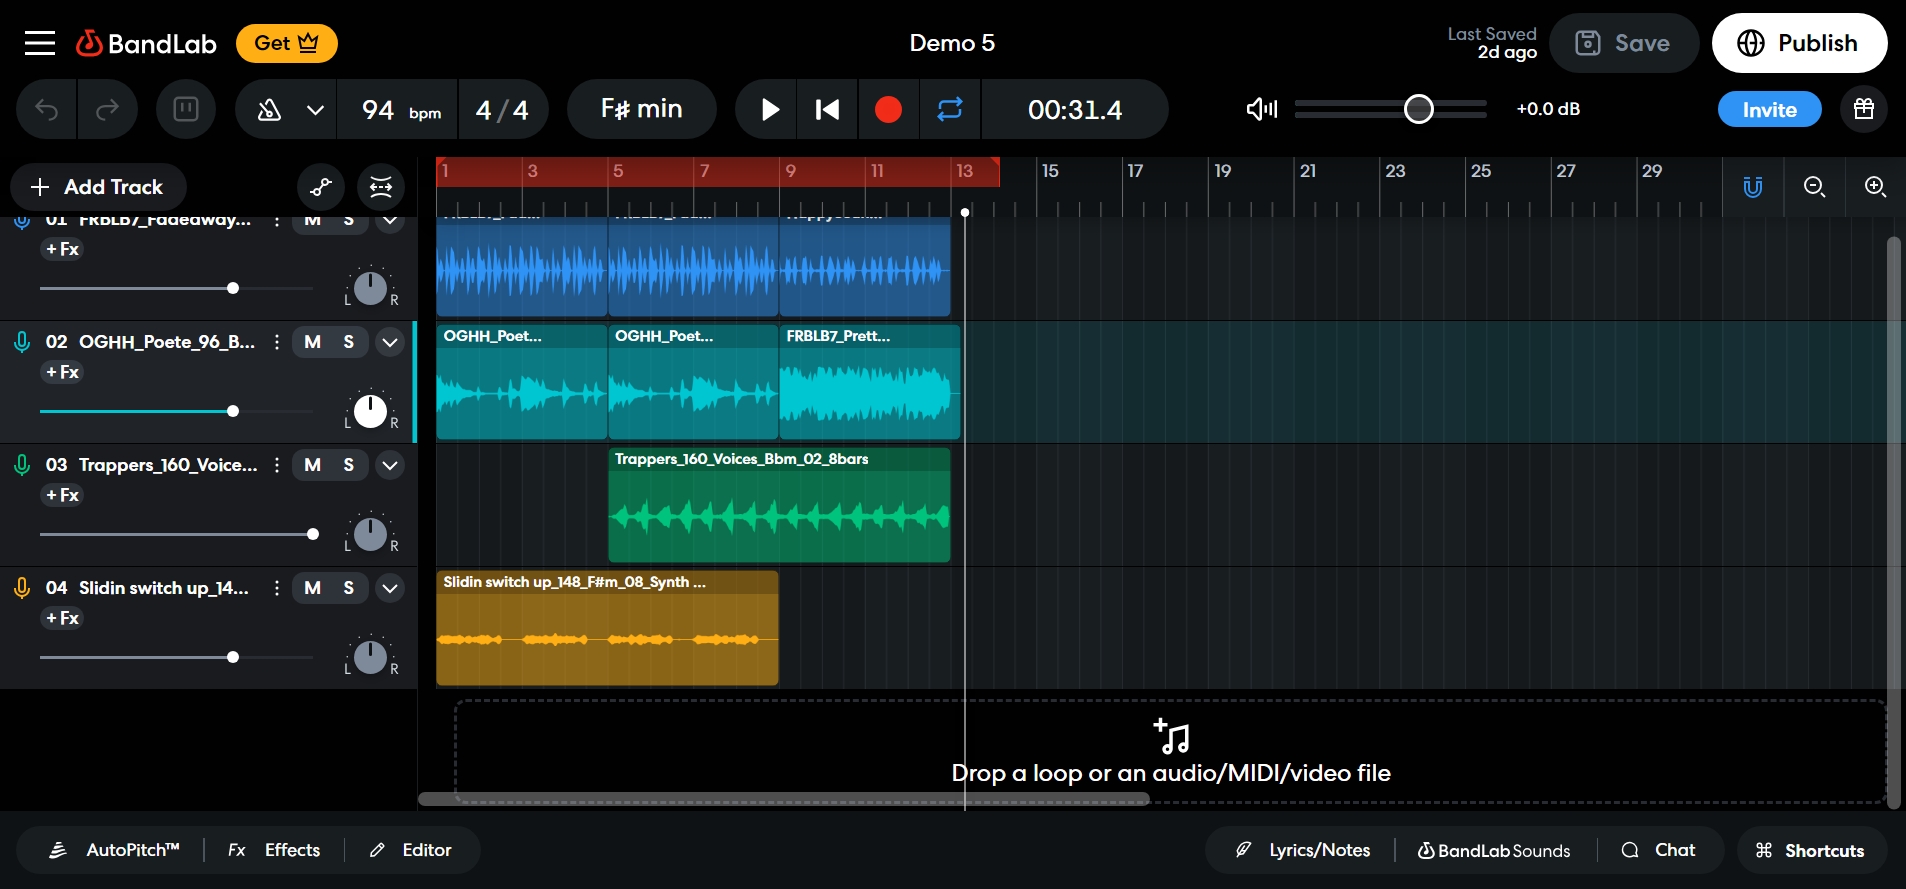 BandLab
Get
Demo 5
Last Saved
2d ago
Save
Publish
94 bpm
4 / 4
F♯ min
00:31.4
+0.0 dB
Invite
+ Add Track
1 3 5 7 9 11 13 15 17 19 21 23 25 27 29
01 FRBLB7_Fadedaway...
M S
+ Fx
L R
02 OGHH_Poete_96_B...
M S
+ Fx
L R
OGHH_Poet...
OGHH_Poet...
FRBLB7_Prett...
03 Trappers_160_Voice...
M S
+ Fx
L R
Trappers_160_Voices_Bbm_02_8bars
04 Slidin switch up_14...
M S
+ Fx
L R
Slidin switch up_148_F#m_08_Synth ...
Drop a loop or an audio/MIDI/video file
AutoPitch™
Fx Effects
Editor
Lyrics/Notes
BandLab Sounds
Chat
Shortcuts